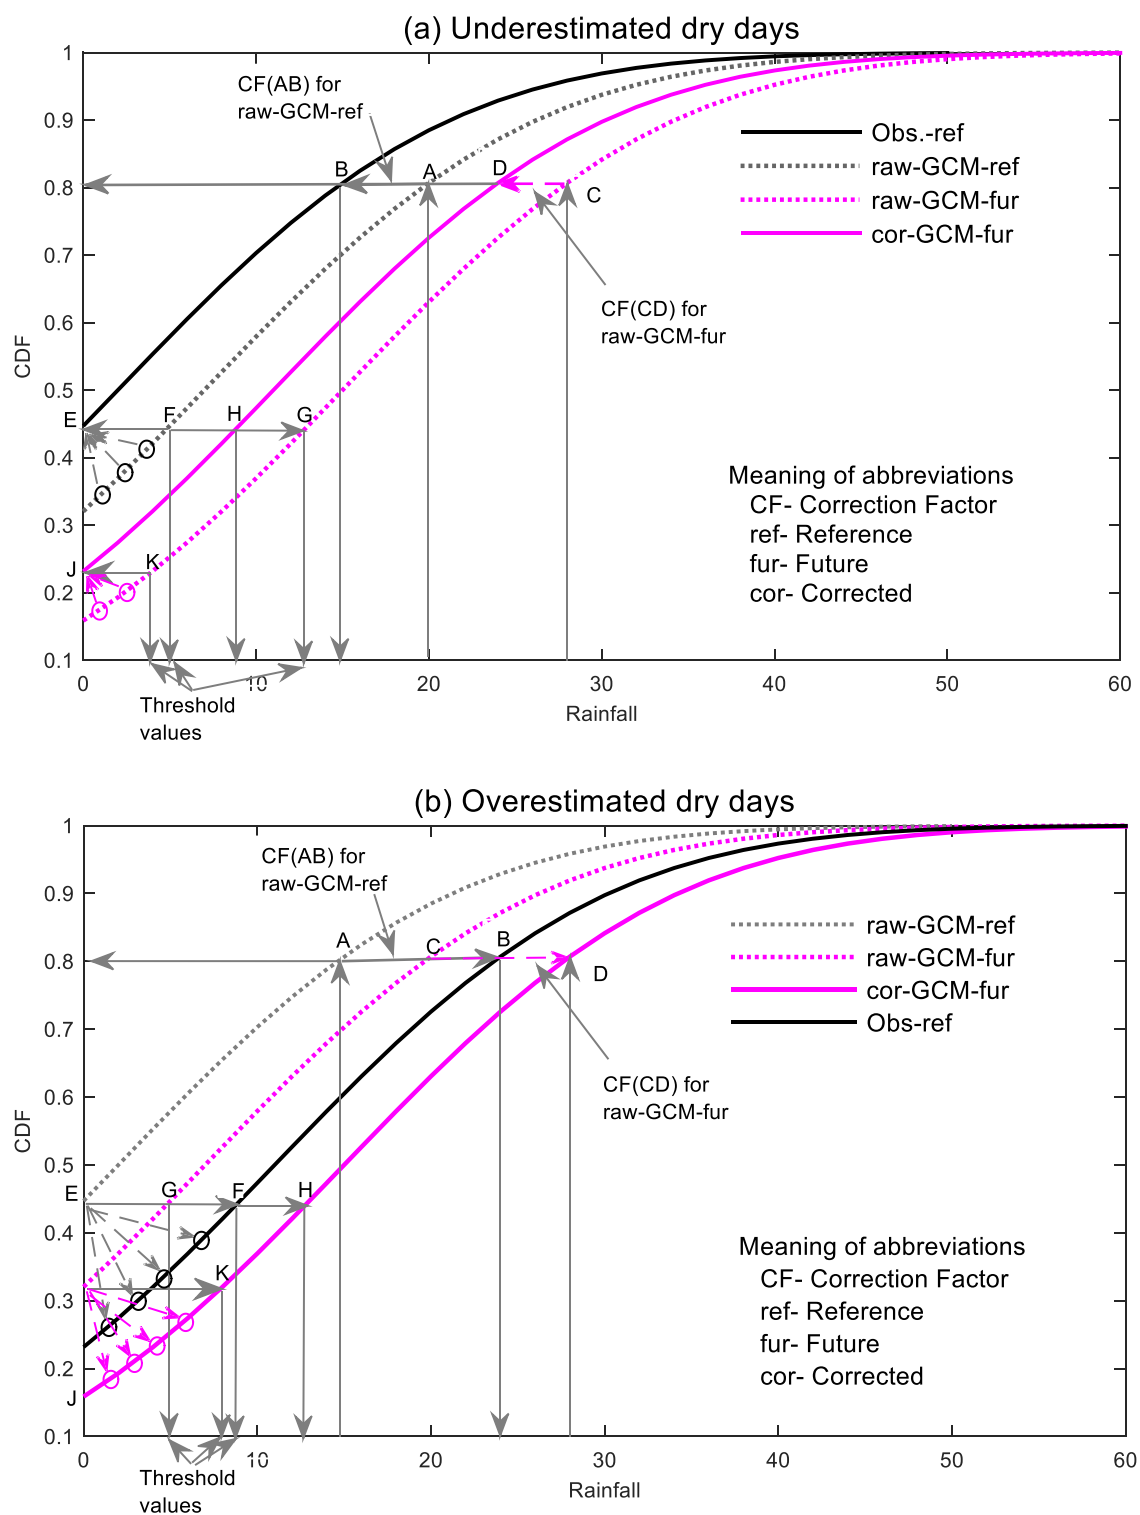 (a) Underestimated dry days
1
0.9
0.8
0.7
0.6
0.5
0.4
0.3
0.2
0.1
CDF
CF(AB) for
raw-GCM-ref
B
A
D
C
CF(CD) for
raw-GCM-fur
E
F
H
G
J
K
Obs.-ref
raw-GCM-ref
raw-GCM-fur
cor-GCM-fur
Meaning of abbreviations
CF- Correction Factor
ref- Reference
fur- Future
cor- Corrected
0
10
20
30
40
50
60
Threshold
values
Rainfall
(b) Overestimated dry days
1
0.9
0.8
0.7
0.6
0.5
0.4
0.3
0.2
0.1
CDF
CF(AB) for
raw-GCM-ref
A
C
B
D
CF(CD) for
raw-GCM-fur
E
G
F
H
K
J
raw-GCM-ref
raw-GCM-fur
cor-GCM-fur
Obs-ref
Meaning of abbreviations
CF- Correction Factor
ref- Reference
fur- Future
cor- Corrected
0
10
20
30
40
50
60
Threshold
values
Rainfall